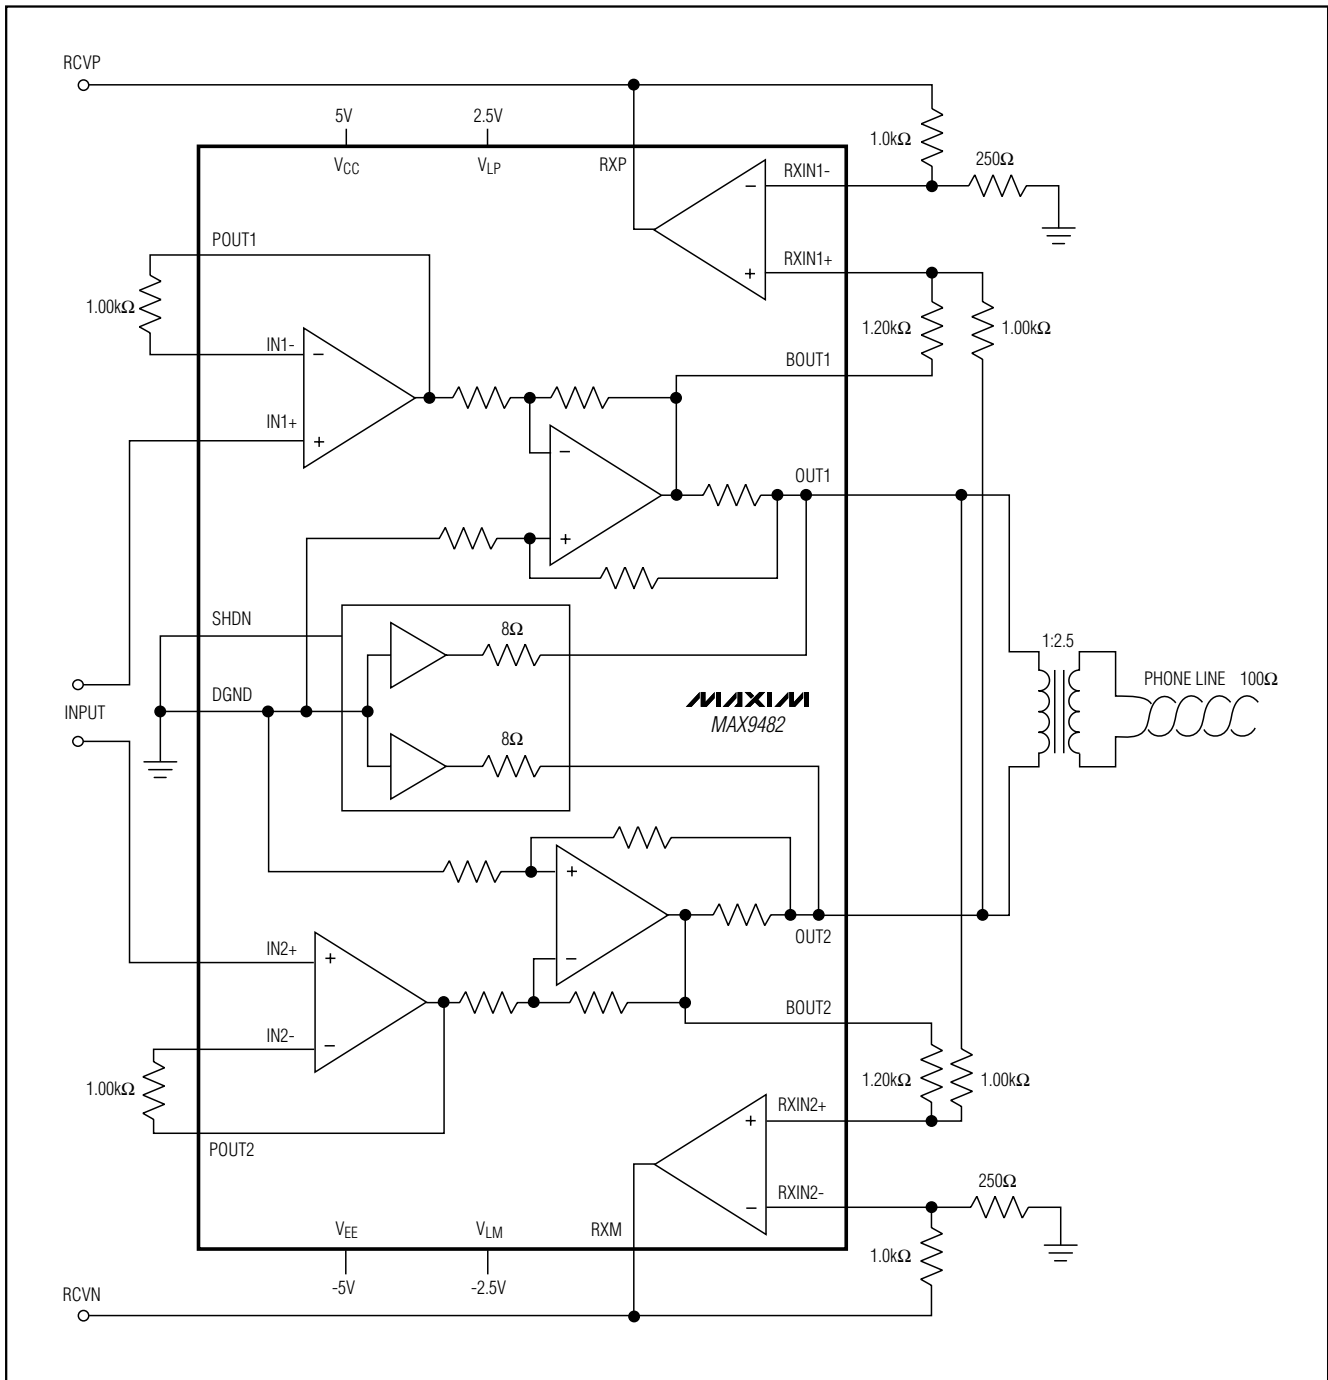 RCVP
5V
2.5V
VCC
VLP
RXP
RXIN1-
1.0kΩ
250Ω
POUT1
RXIN1+
1.00kΩ
1.20kΩ
1.00kΩ
IN1-
BOUT1
IN1+
OUT1
SHDN
8Ω
1:2.5
DGND
MAXIM
MAX9482
PHONE LINE 100Ω
INPUT
8Ω
OUT2
IN2+
BOUT2
IN2-
1.00kΩ
1.20kΩ
1.00kΩ
RXIN2+
POUT2
250Ω
RXIN2-
VEE
VLM
RXM
1.0kΩ
-5V
-2.5V
RCVN